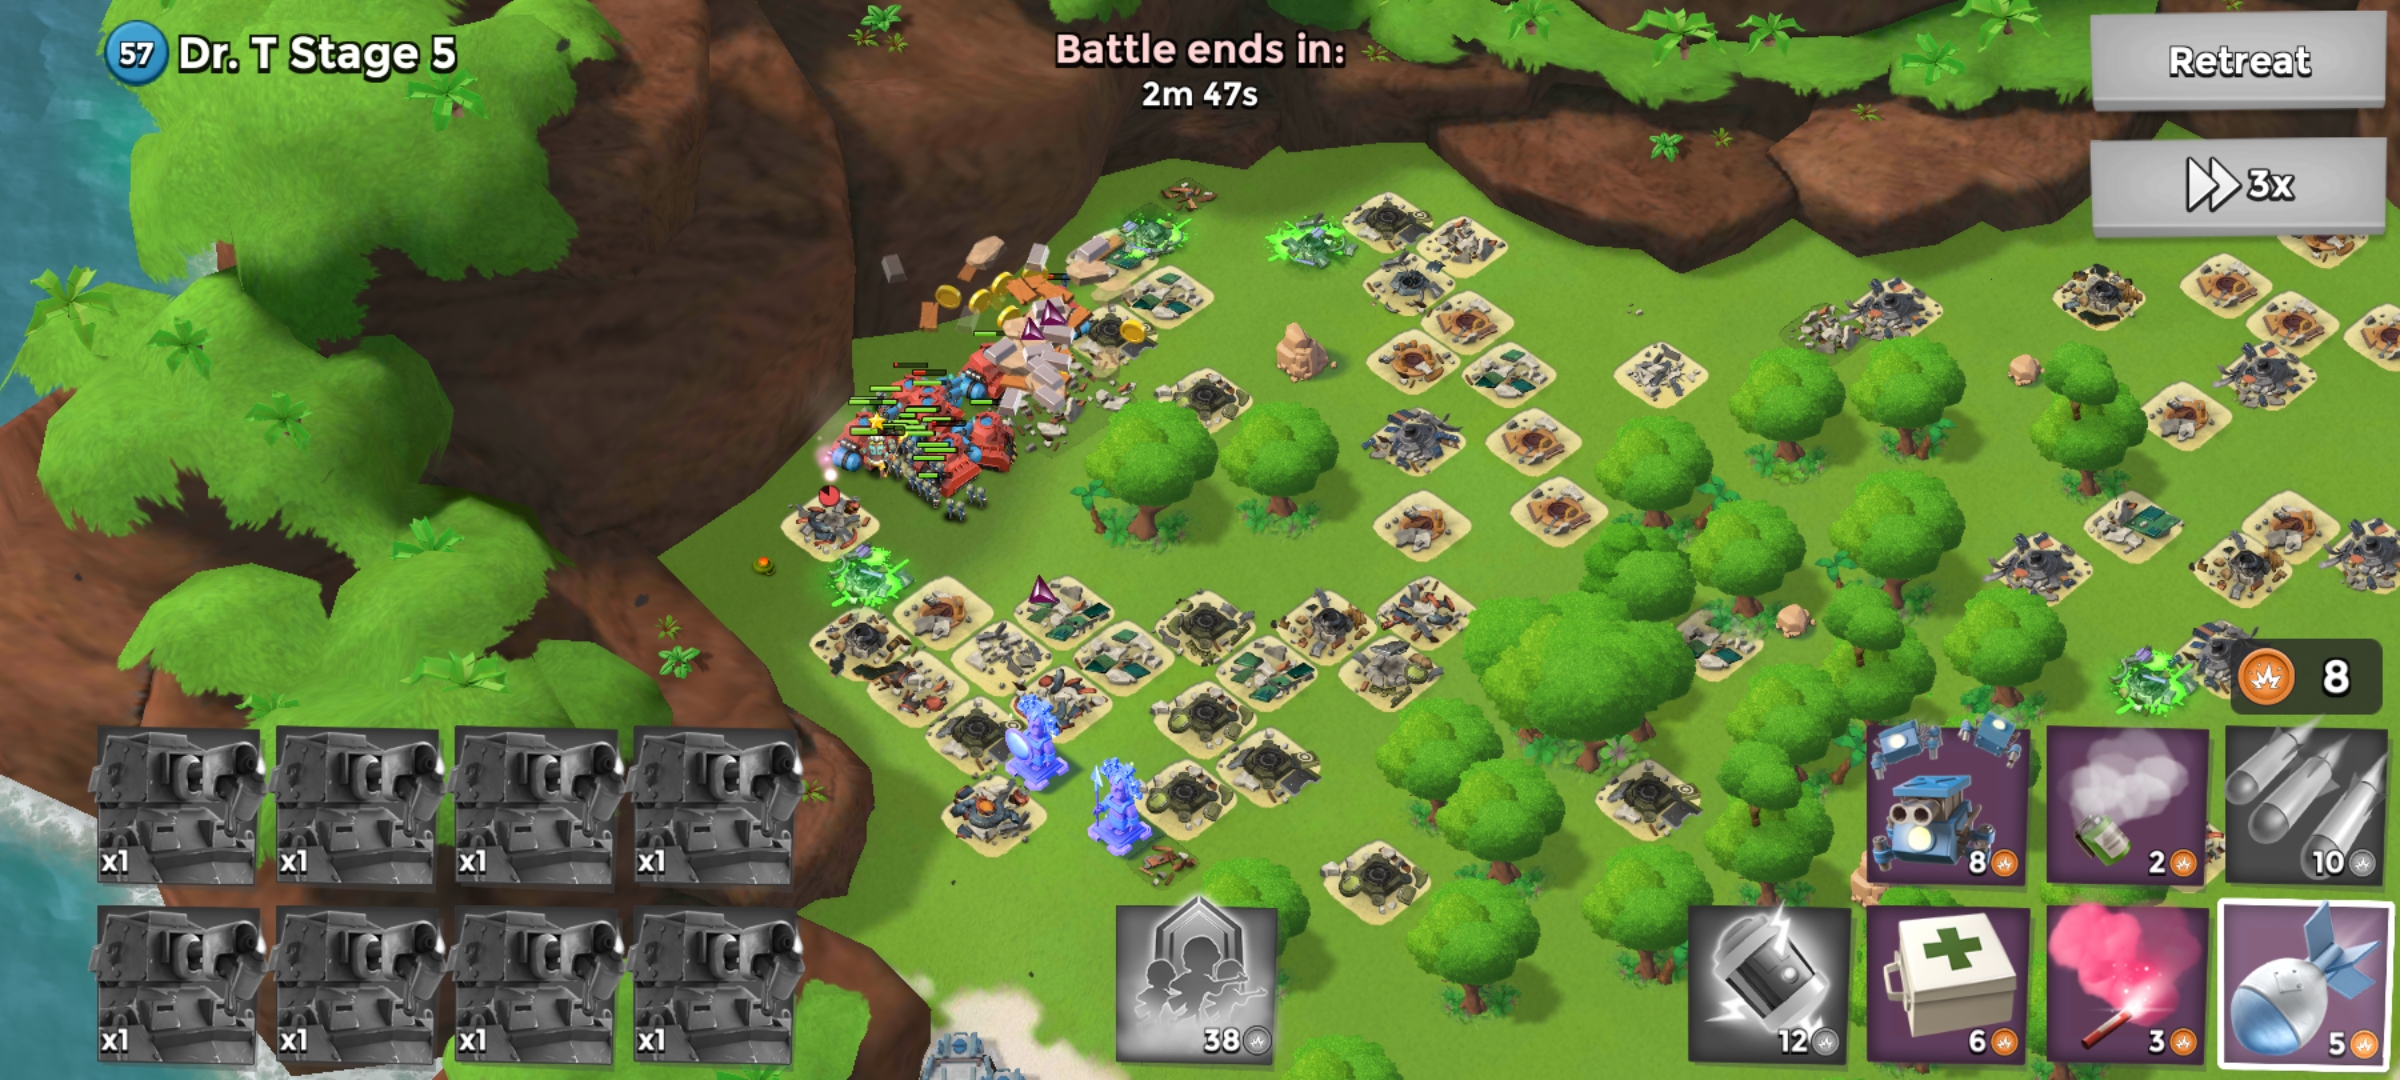 57 Dr. T Stage 5
Battle ends in:
2m 47s
Retreat
3x
8
x1 x1 x1 x1
8 2 10
x1 x1 x1 x1
38 12 6 3 5